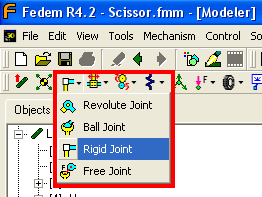 Fedem R4.2 - Scissor.fmm - [Modeler]
File Edit View Tools Mechanism Control
Revolute Joint
Objects
Ball Joint
Rigid Joint
Free Joint